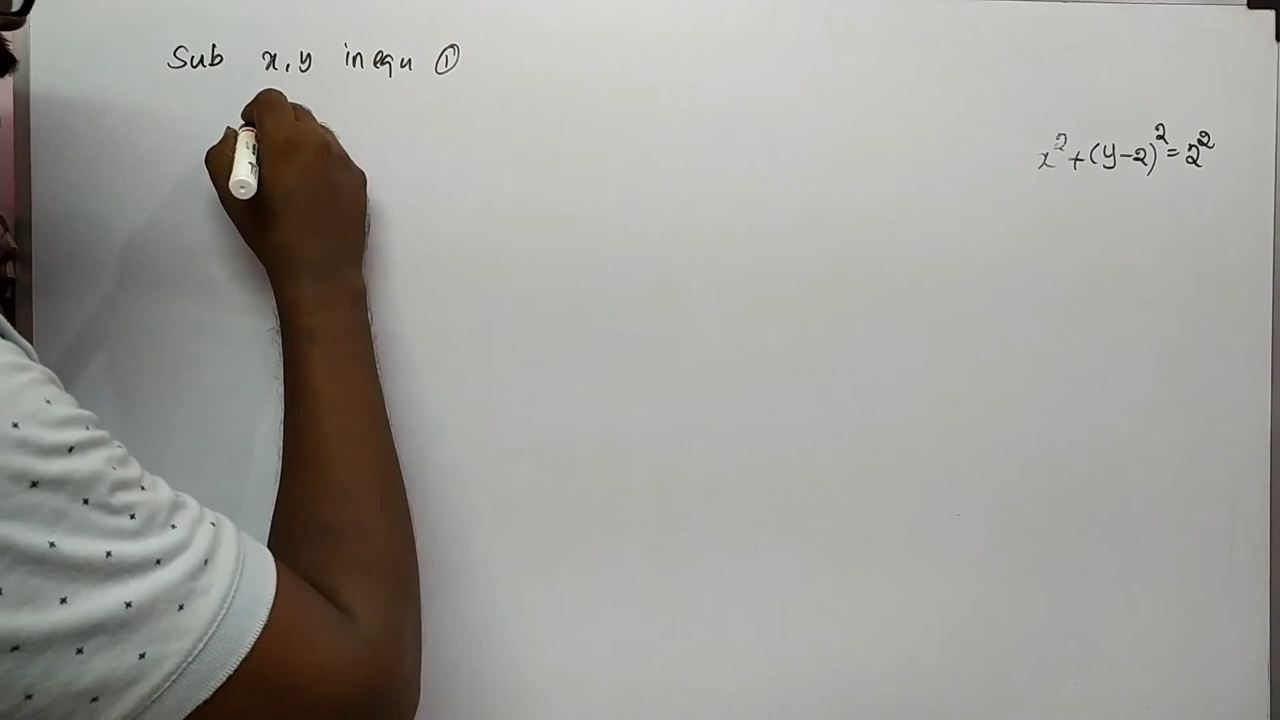 Sub x, y in equ ①
x² + (y-2)² = 2²